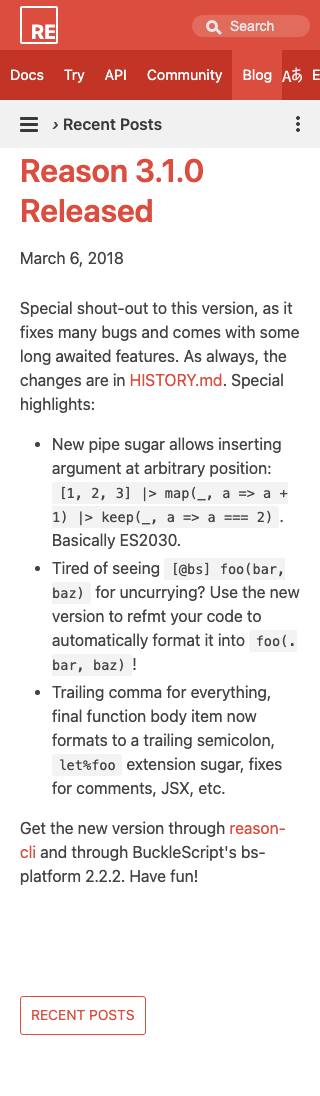 RE
Search
Docs Try API Community Blog Aあ E
› Recent Posts
Reason 3.1.0
Released
March 6, 2018
Special shout-out to this version, as it
fixes many bugs and comes with some
long awaited features. As always, the
changes are in HISTORY.md. Special
highlights:
• New pipe sugar allows inserting
argument at arbitrary position:
[1, 2, 3] |> map(_, a => a +
1) |> keep(_, a => a === 2) .
Basically ES2030.
• Tired of seeing [@bs] foo(bar,
baz) for uncurrying? Use the new
version to refmt your code to
automatically format it into foo(.
bar, baz) !
• Trailing comma for everything,
final function body item now
formats to a trailing semicolon,
let%foo extension sugar, fixes
for comments, JSX, etc.
Get the new version through reason-
cli and through BuckleScript's bs-
platform 2.2.2. Have fun!
RECENT POSTS